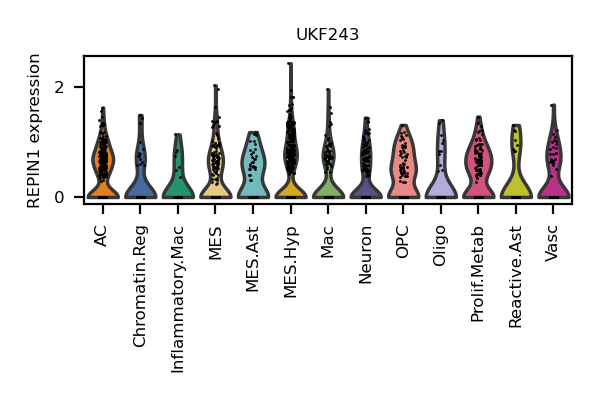 UKF243
REPIN1 expression
2
0
AC
Chromatin.Reg
Inflammatory.Mac
MES
MES.Ast
MES.Hyp
Mac
Neuron
OPC
Oligo
Prolif.Metab
Reactive.Ast
Vasc